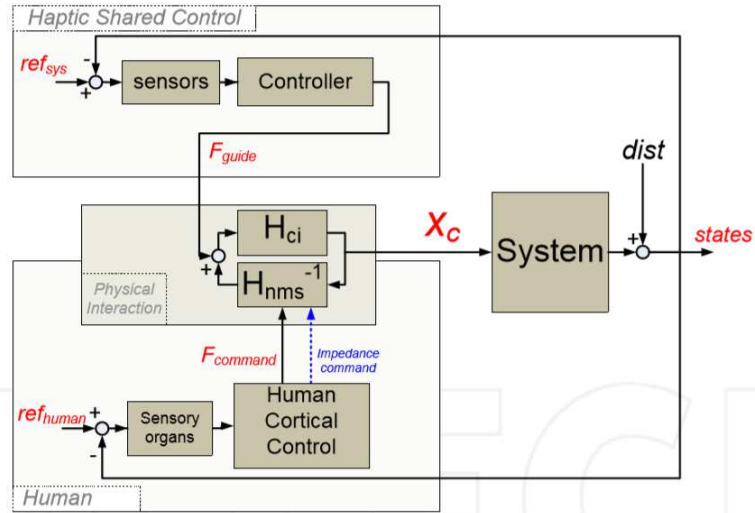 Haptic Shared Control
ref_sys
-
+
sensors
Controller
F_guide
dist
H_ci
+
X_c
System
+
states
Physical
Interaction
H_nms^-1
F_command
Impedance
command
ref_human
+
-
Sensory
organs
Human
Cortical
Control
Human